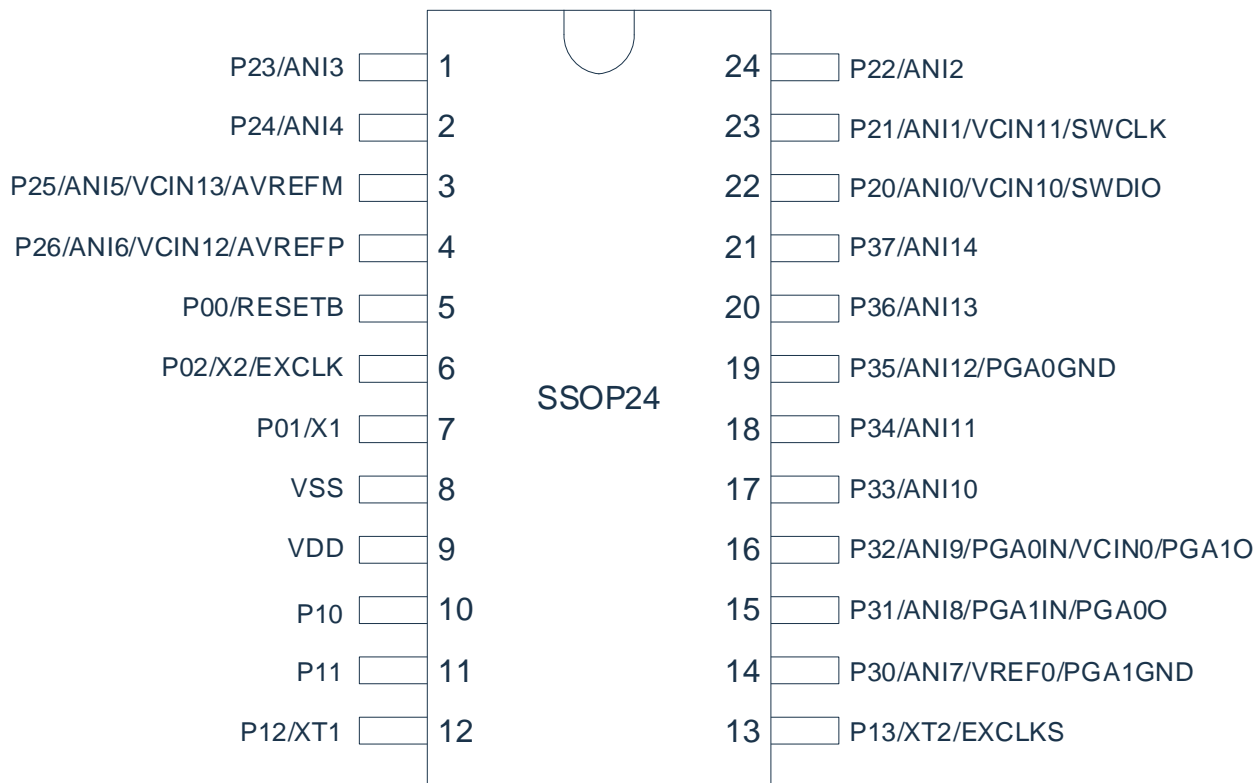 P23/ANI3 1 24 P22/ANI2
P24/ANI4 2 23 P21/ANI1/VCIN11/SWCLK
P25/ANI5/VCIN13/AVREFM 3 22 P20/ANI0/VCIN10/SWDIO
P26/ANI6/VCIN12/AVREFP 4 21 P37/ANI14
P00/RESETB 5 20 P36/ANI13
P02/X2/EXCLK 6 19 P35/ANI12/PGA0GND
SSOP24
P01/X1 7 18 P34/ANI11
VSS 8 17 P33/ANI10
VDD 9 16 P32/ANI9/PGA0IN/VCIN0/PGA1O
P10 10 15 P31/ANI8/PGA1IN/PGA0O
P11 11 14 P30/ANI7/VREF0/PGA1GND
P12/XT1 12 13 P13/XT2/EXCLKS